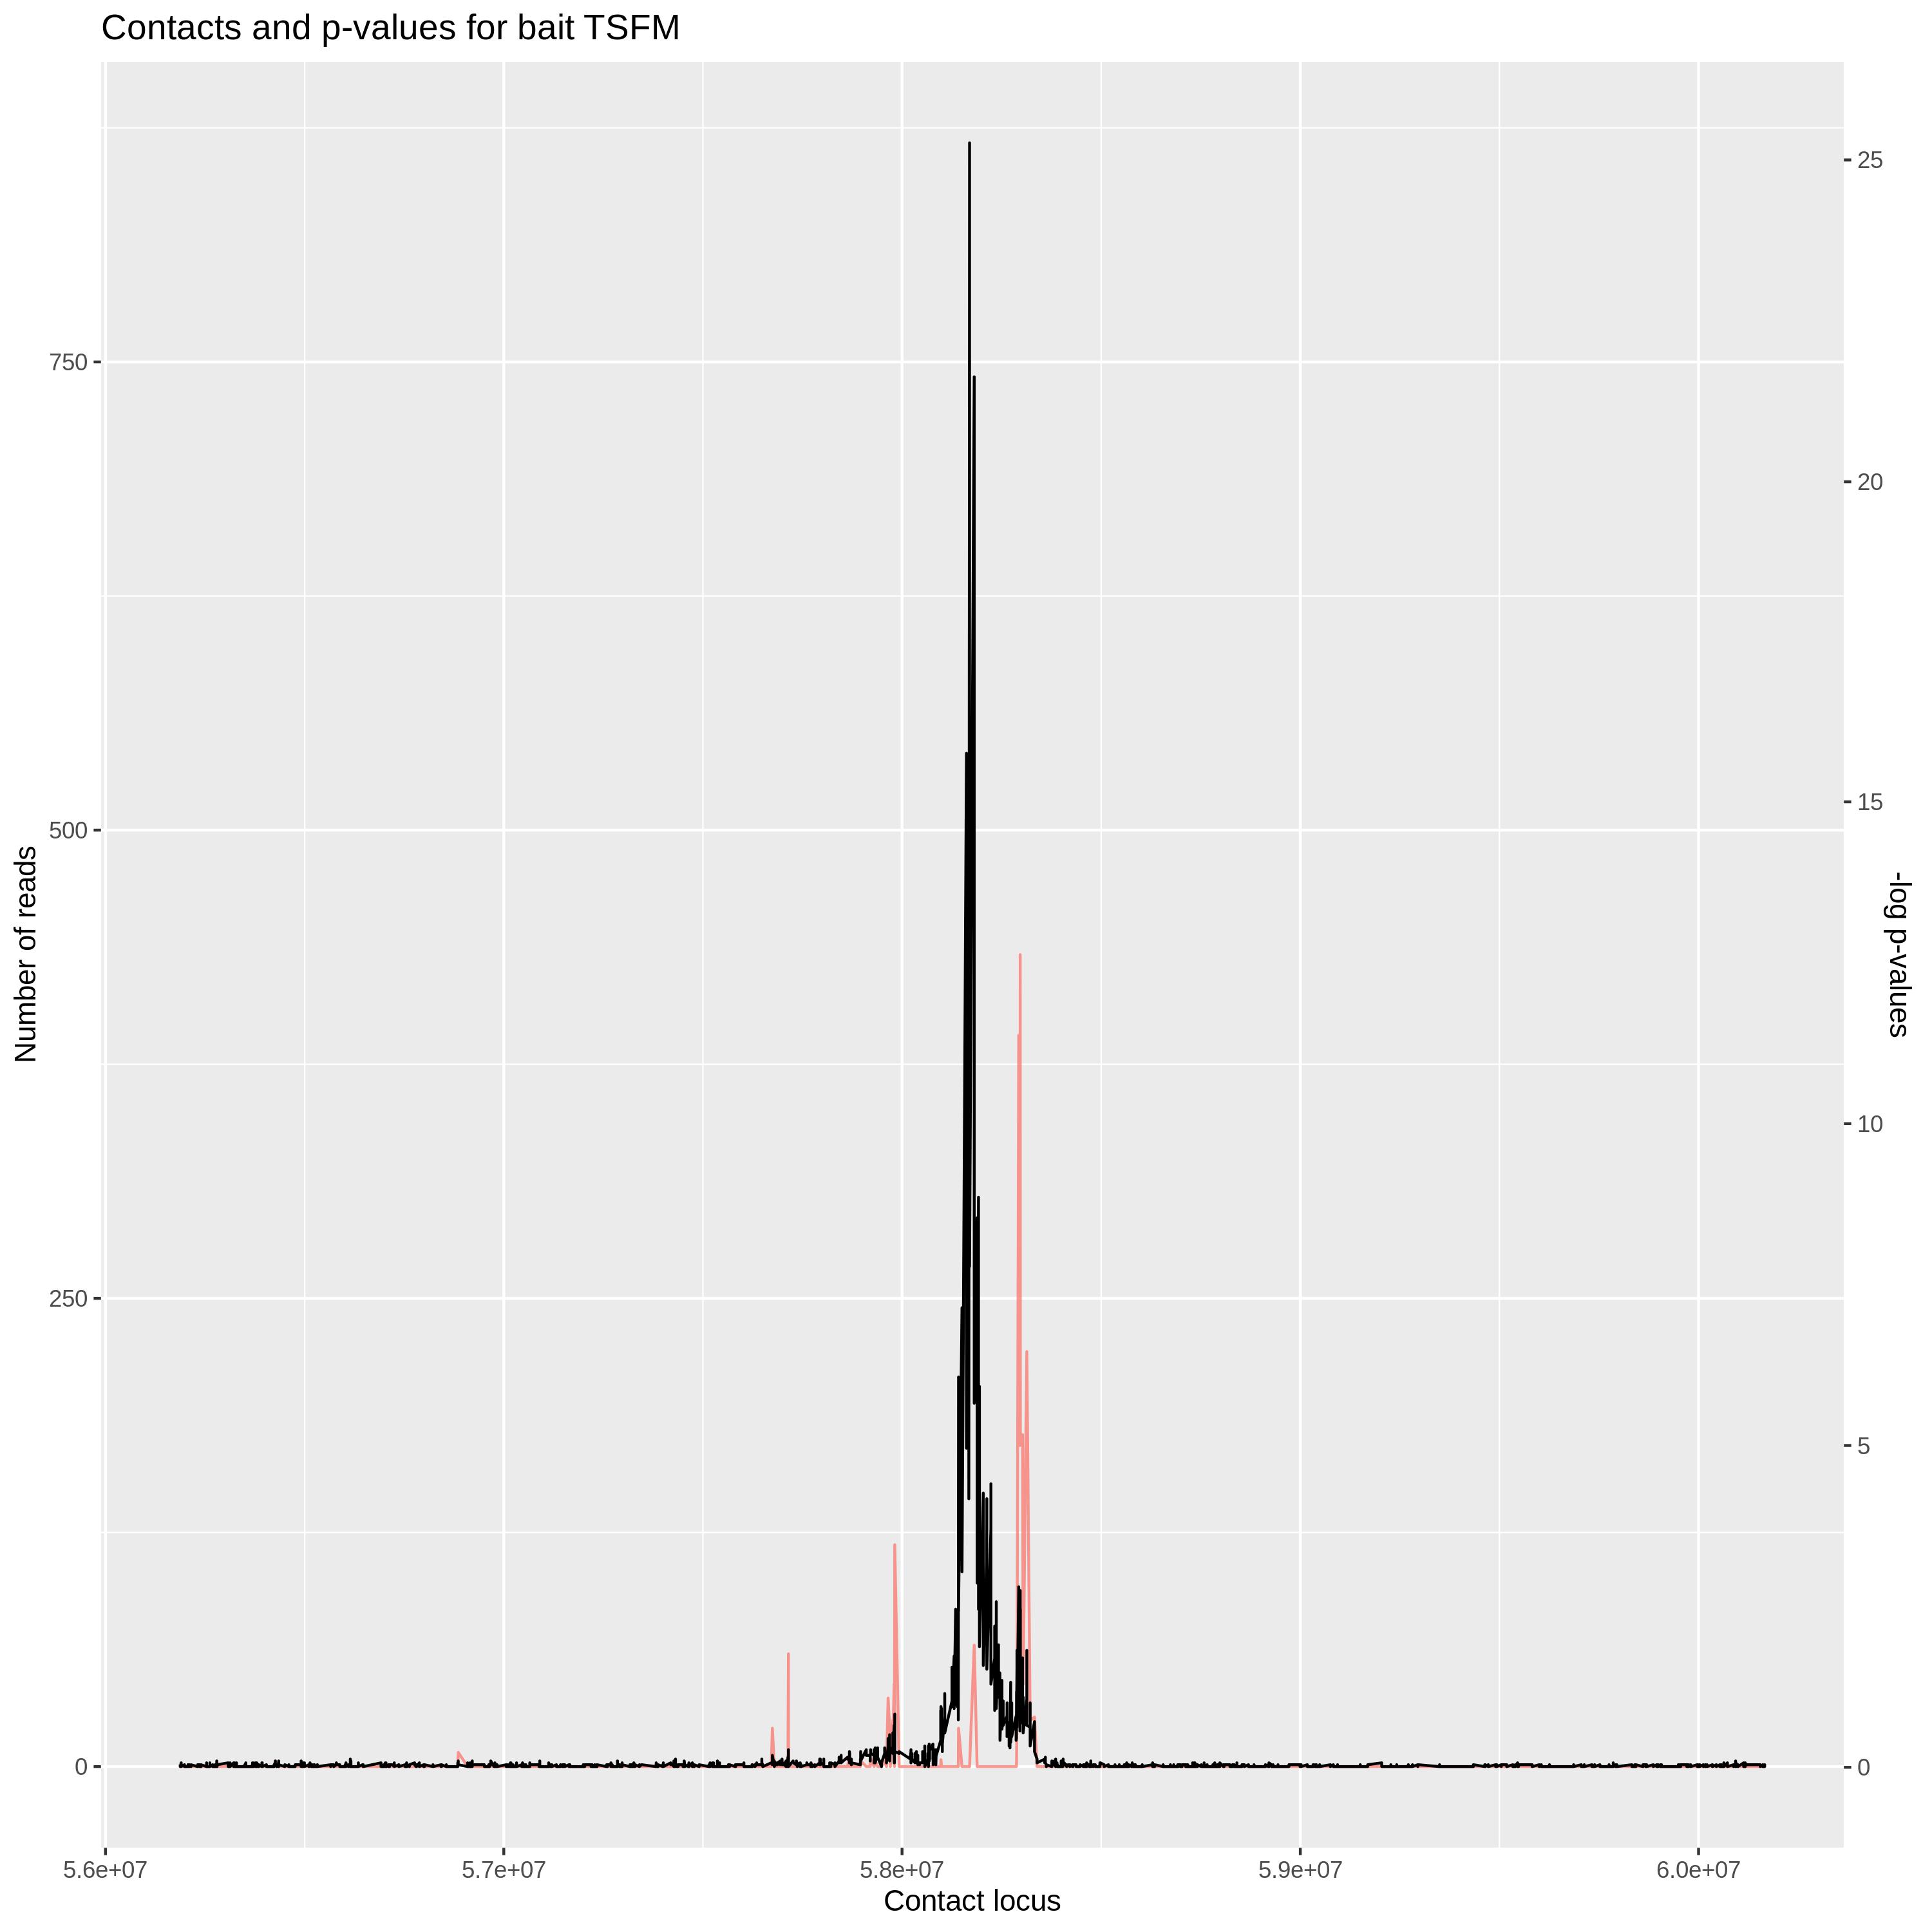 Contacts and p-values for bait TSFM
Number of reads
750
500
250
0
25
20
15
10
5
0
-log p-values
5.6e+07 5.7e+07 5.8e+07 5.9e+07 6.0e+07
Contact locus